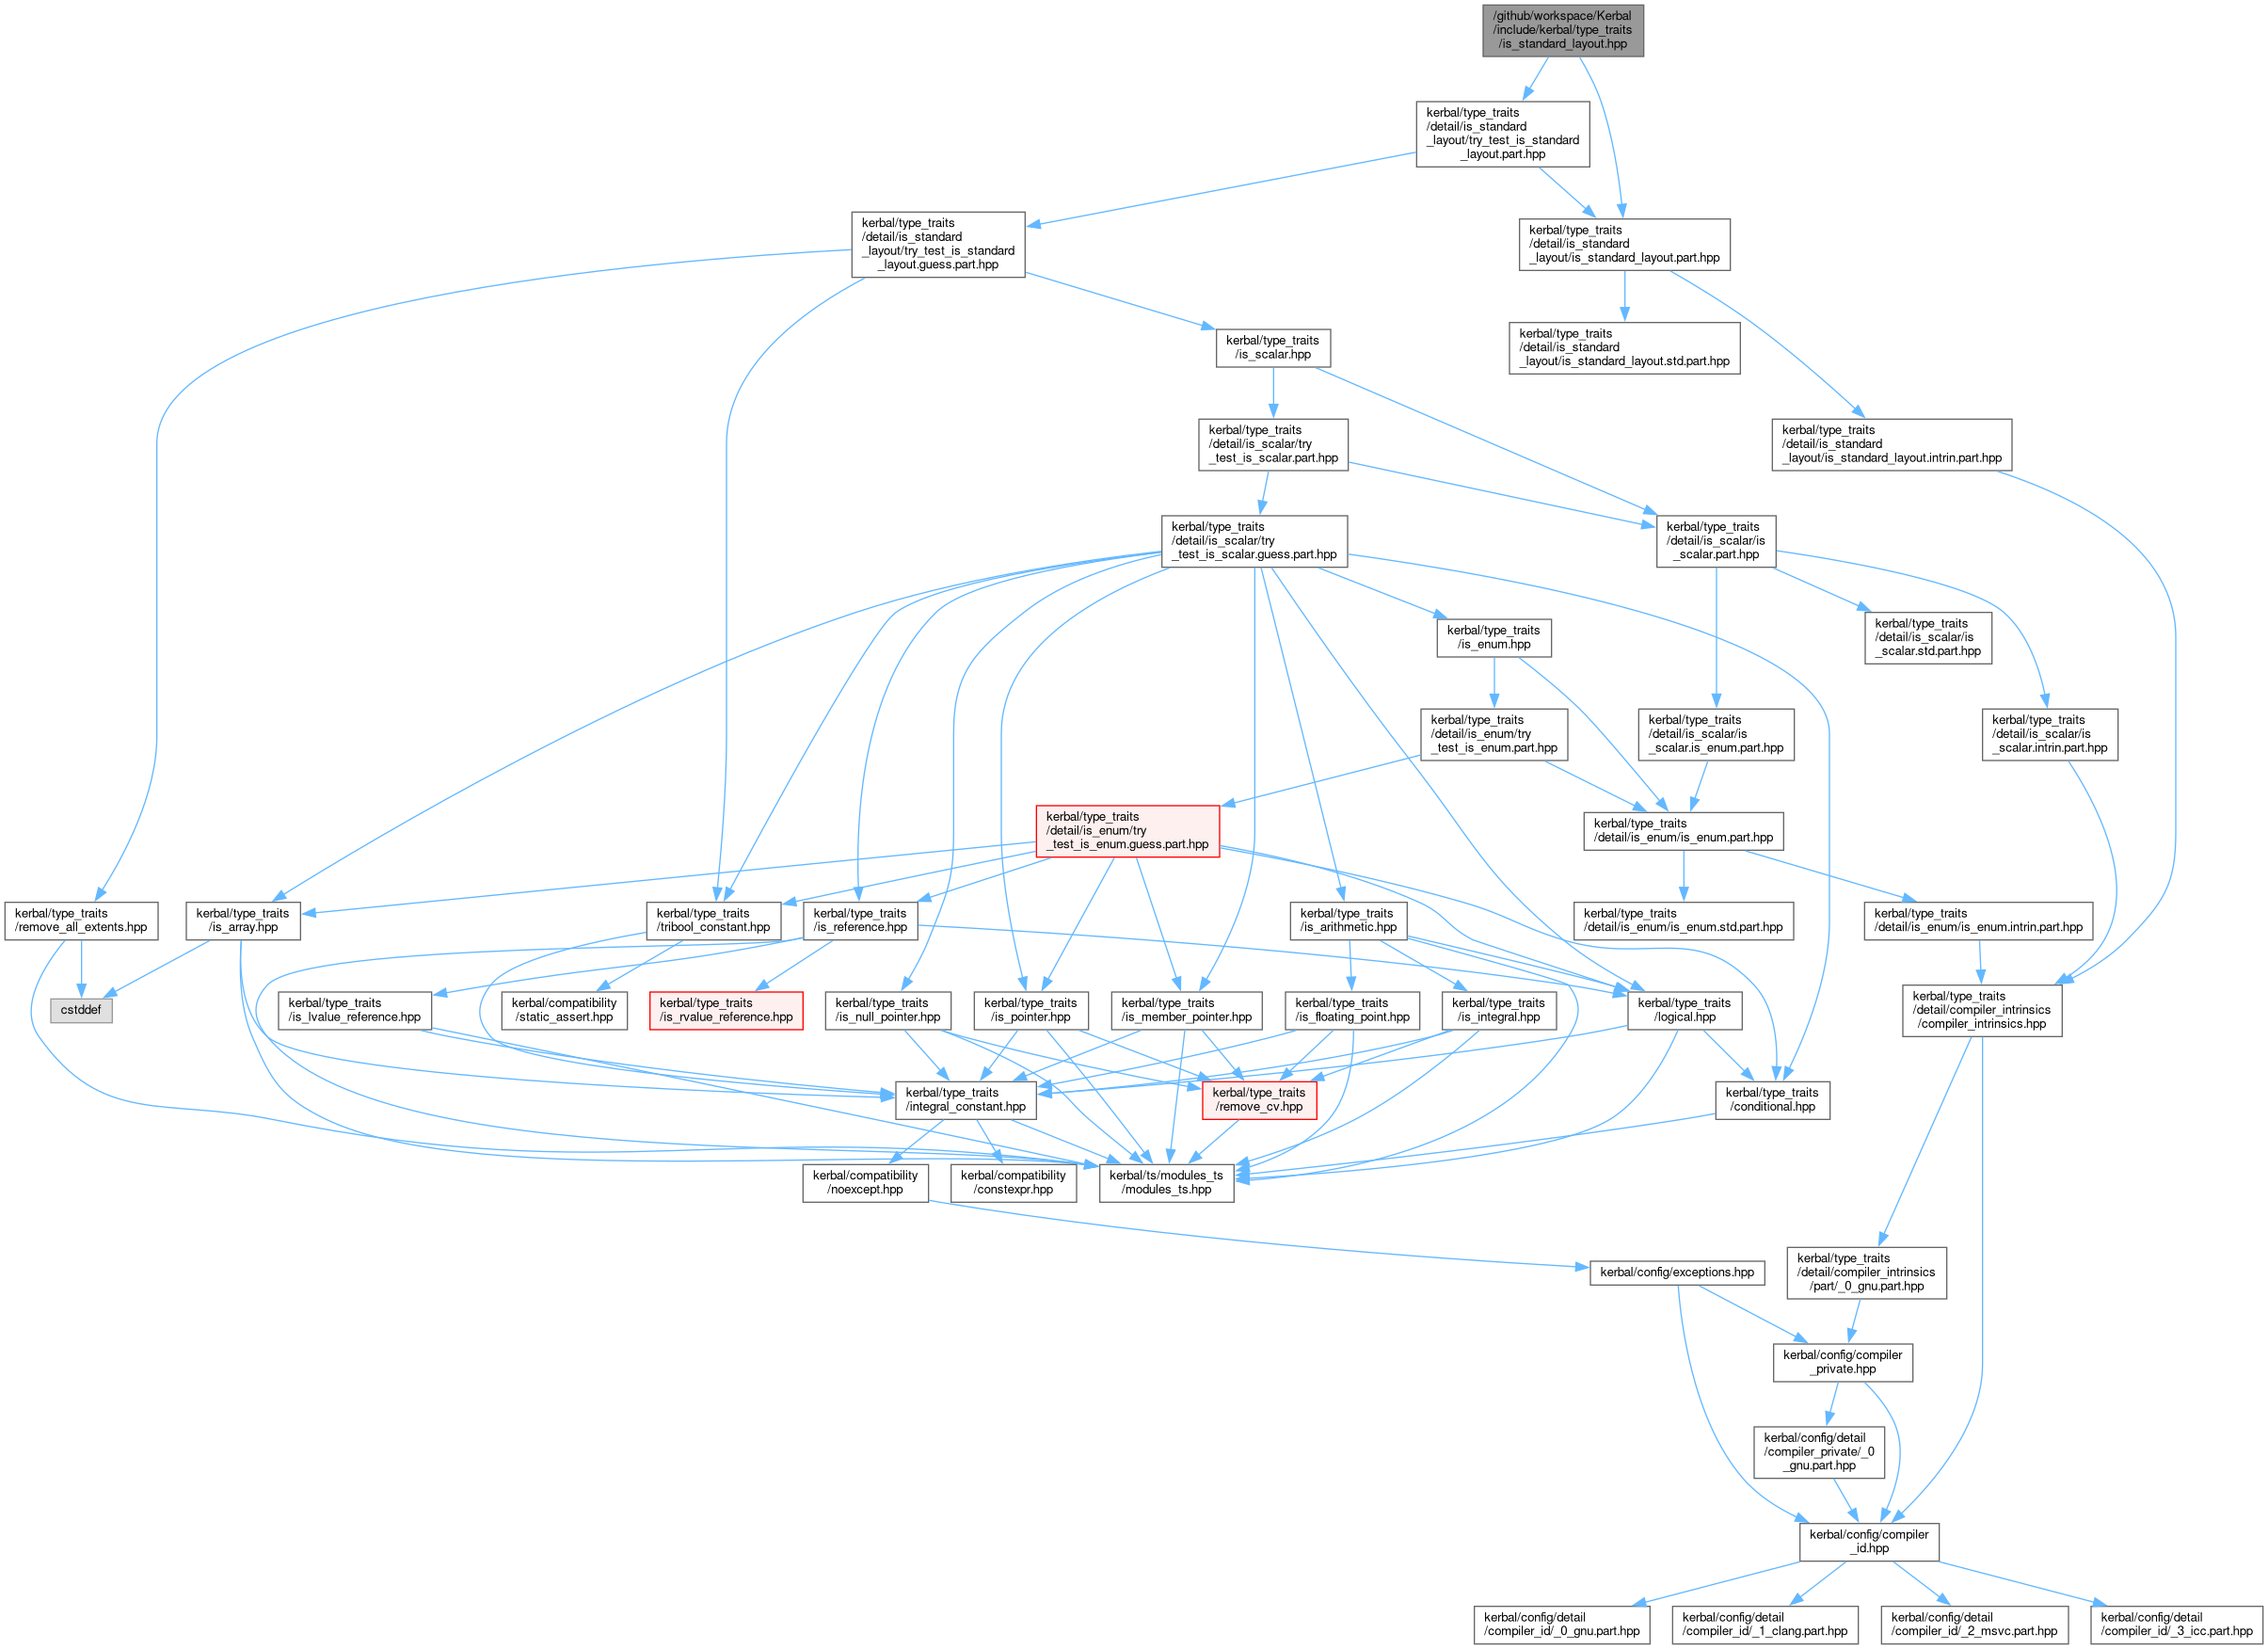 /github/workspace/Kerbal
/include/kerbal/type_traits
/is_standard_layout.hpp
kerbal/type_traits
/detail/is_standard
_layout/try_test_is_standard
_layout.part.hpp
kerbal/type_traits
/detail/is_standard
_layout/try_test_is_standard
_layout.guess.part.hpp
kerbal/type_traits
/detail/is_standard
_layout/is_standard_layout.part.hpp
kerbal/type_traits
/is_scalar.hpp
kerbal/type_traits
/detail/is_standard
_layout/is_standard_layout.std.part.hpp
kerbal/type_traits
/detail/is_scalar/try
_test_is_scalar.part.hpp
kerbal/type_traits
/detail/is_standard
_layout/is_standard_layout.intrin.part.hpp
kerbal/type_traits
/detail/is_scalar/try
_test_is_scalar.guess.part.hpp
kerbal/type_traits
/detail/is_scalar/is
_scalar.part.hpp
kerbal/type_traits
/is_enum.hpp
kerbal/type_traits
/detail/is_scalar/is
_scalar.std.part.hpp
kerbal/type_traits
/detail/is_enum/try
_test_is_enum.part.hpp
kerbal/type_traits
/detail/is_scalar/is
_scalar.is_enum.part.hpp
kerbal/type_traits
/detail/is_scalar/is
_scalar.intrin.part.hpp
kerbal/type_traits
/detail/is_enum/try
_test_is_enum.guess.part.hpp
kerbal/type_traits
/detail/is_enum/is_enum.part.hpp
kerbal/type_traits
/remove_all_extents.hpp
kerbal/type_traits
/is_array.hpp
kerbal/type_traits
/tribool_constant.hpp
kerbal/type_traits
/is_reference.hpp
kerbal/type_traits
/is_arithmetic.hpp
kerbal/type_traits
/detail/is_enum/is_enum.std.part.hpp
kerbal/type_traits
/detail/is_enum/is_enum.intrin.part.hpp
cstddef
kerbal/type_traits
/is_lvalue_reference.hpp
kerbal/compatibility
/static_assert.hpp
kerbal/type_traits
/is_rvalue_reference.hpp
kerbal/type_traits
/is_null_pointer.hpp
kerbal/type_traits
/is_pointer.hpp
kerbal/type_traits
/is_member_pointer.hpp
kerbal/type_traits
/is_floating_point.hpp
kerbal/type_traits
/is_integral.hpp
kerbal/type_traits
/logical.hpp
kerbal/type_traits
/detail/compiler_intrinsics
/compiler_intrinsics.hpp
kerbal/type_traits
/integral_constant.hpp
kerbal/type_traits
/remove_cv.hpp
kerbal/type_traits
/conditional.hpp
kerbal/compatibility
/noexcept.hpp
kerbal/compatibility
/constexpr.hpp
kerbal/ts/modules_ts
/modules_ts.hpp
kerbal/config/exceptions.hpp
kerbal/type_traits
/detail/compiler_intrinsics
/part/_0_gnu.part.hpp
kerbal/config/compiler
_private.hpp
kerbal/config/detail
/compiler_private/_0
_gnu.part.hpp
kerbal/config/compiler
_id.hpp
kerbal/config/detail
/compiler_id/_0_gnu.part.hpp
kerbal/config/detail
/compiler_id/_1_clang.part.hpp
kerbal/config/detail
/compiler_id/_2_msvc.part.hpp
kerbal/config/detail
/compiler_id/_3_icc.part.hpp